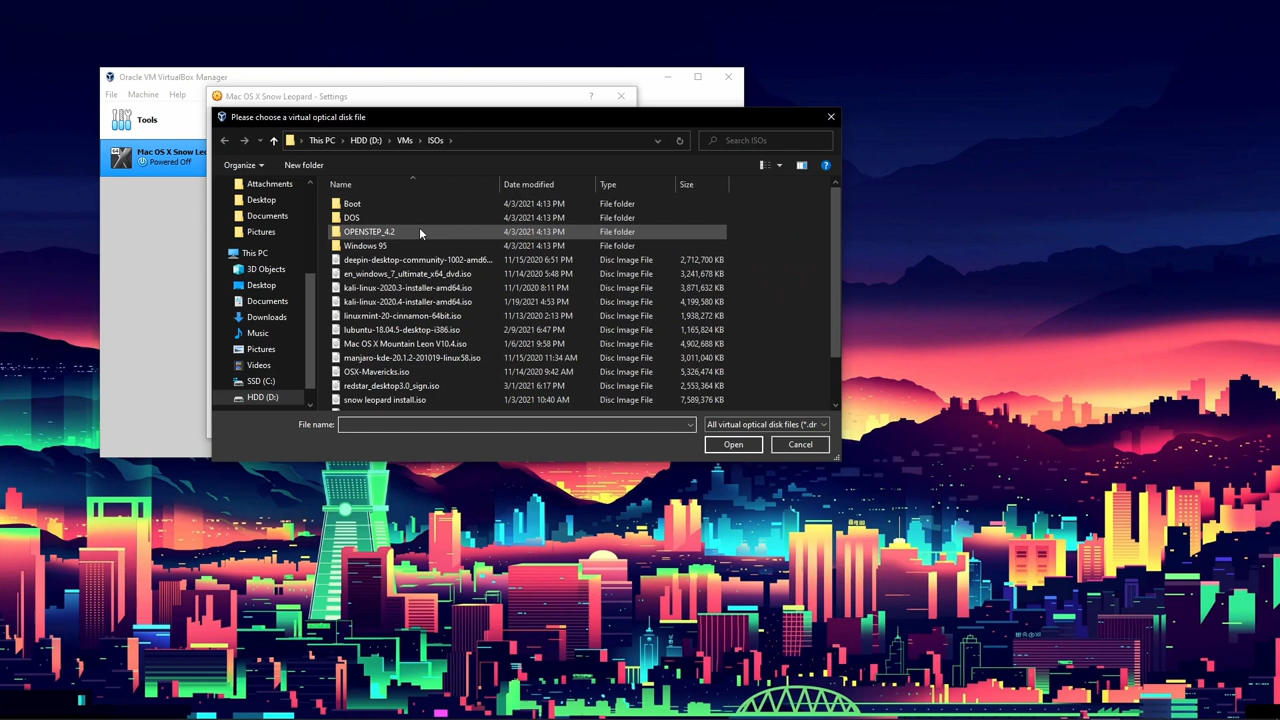 Oracle VM VirtualBox Manager
File Machine Help
Tools
Mac OS X Snow Leo
Powered Off
Mac OS X Snow Leopard - Settings
?
Please choose a virtual optical disk file
This PC > HDD (D:) > VMs > ISOs >
Search ISOs
Organize New folder
Attachments
Desktop
Documents
Pictures
This PC
3D Objects
Desktop
Documents
Downloads
Music
Pictures
Videos
SSD (C:)
HDD (D:)
Name Date modified Type Size
Boot 4/3/2021 4:13 PM File folder
DOS 4/3/2021 4:13 PM File folder
OPENSTEP_4.2 4/3/2021 4:13 PM File folder
Windows 95 4/3/2021 4:13 PM File folder
deepin-desktop-community-1002-amd6... 11/15/2020 6:51 PM Disc Image File 2,712,700 KB
en_windows_7_ultimate_x64_dvd.iso 11/14/2020 5:48 PM Disc Image File 3,241,678 KB
kali-linux-2020.3-installer-amd64.iso 11/1/2020 8:11 PM Disc Image File 3,871,632 KB
kali-linux-2020.4-installer-amd64.iso 1/19/2021 4:53 PM Disc Image File 4,199,580 KB
linuxmint-20-cinnamon-64bit.iso 11/13/2020 2:13 PM Disc Image File 1,938,272 KB
lubuntu-18.04.5-desktop-i386.iso 2/9/2021 6:47 PM Disc Image File 1,165,824 KB
Mac OS X Mountain Leon V10.4.iso 1/6/2021 9:58 PM Disc Image File 4,902,688 KB
manjaro-kde-20.1.2-201019-linux58.iso 11/15/2020 11:34 AM Disc Image File 3,011,040 KB
OSX-Mavericks.iso 11/14/2020 9:42 AM Disc Image File 5,326,474 KB
redstar_desktop3.0_sign.iso 3/1/2021 6:17 PM Disc Image File 2,553,364 KB
snow leopard install.iso 1/3/2021 10:40 AM Disc Image File 7,589,376 KB
File name:
All virtual optical disk files (*.dr
Open Cancel